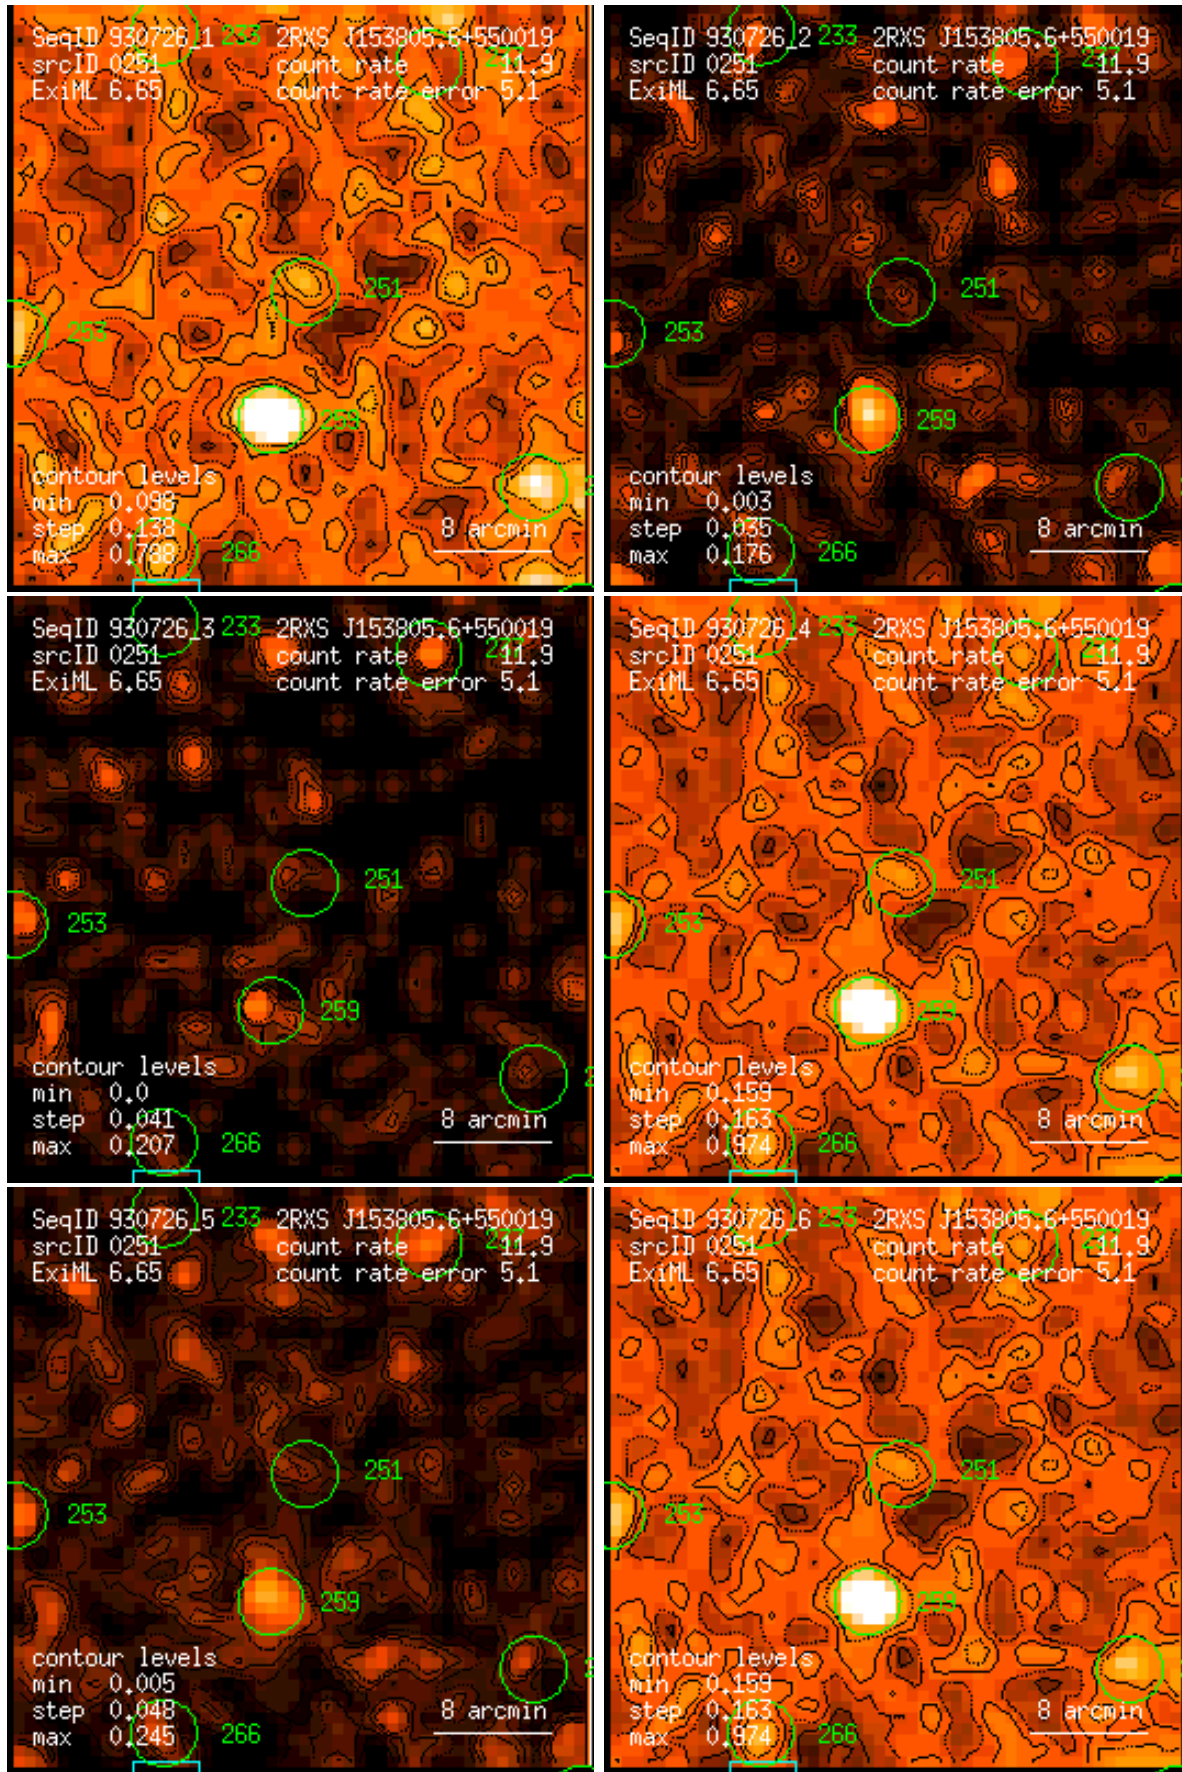 SeqID 930726_1 233 2RXS J153805.6+550019
srcID 0251 count rate 11.9
ExiML 6.65 count rate error 5.1
251
253
259
contour levels
min 0.098
step 0.138 8 arcmin
max 0.788 266
SeqID 930726_2 233 2RXS J153805.6+550019
srcID 0251 count rate 11.9
ExiML 6.65 count rate error 5.1
251
253
259
contour levels
min 0.003
step 0.035 8 arcmin
max 0.176 266
SeqID 930726_3 233 2RXS J153805.6+550019
srcID 0251 count rate 11.9
ExiML 6.65 count rate error 5.1
251
253
259
contour levels
min 0.0
step 0.041 8 arcmin
max 0.207 266
SeqID 930726_4 233 2RXS J153805.6+550019
srcID 0251 count rate 11.9
ExiML 6.65 count rate error 5.1
251
253
259
contour levels
min 0.159
step 0.163 8 arcmin
max 0.974 266
SeqID 930726_5 233 2RXS J153805.6+550019
srcID 0251 count rate 11.9
ExiML 6.65 count rate error 5.1
251
253
259
contour levels
min 0.005
step 0.048 8 arcmin
max 0.245 266
SeqID 930726_6 233 2RXS J153805.6+550019
srcID 0251 count rate 11.9
ExiML 6.65 count rate error 5.1
251
253
259
contour levels
min 0.159
step 0.163 8 arcmin
max 0.974 266